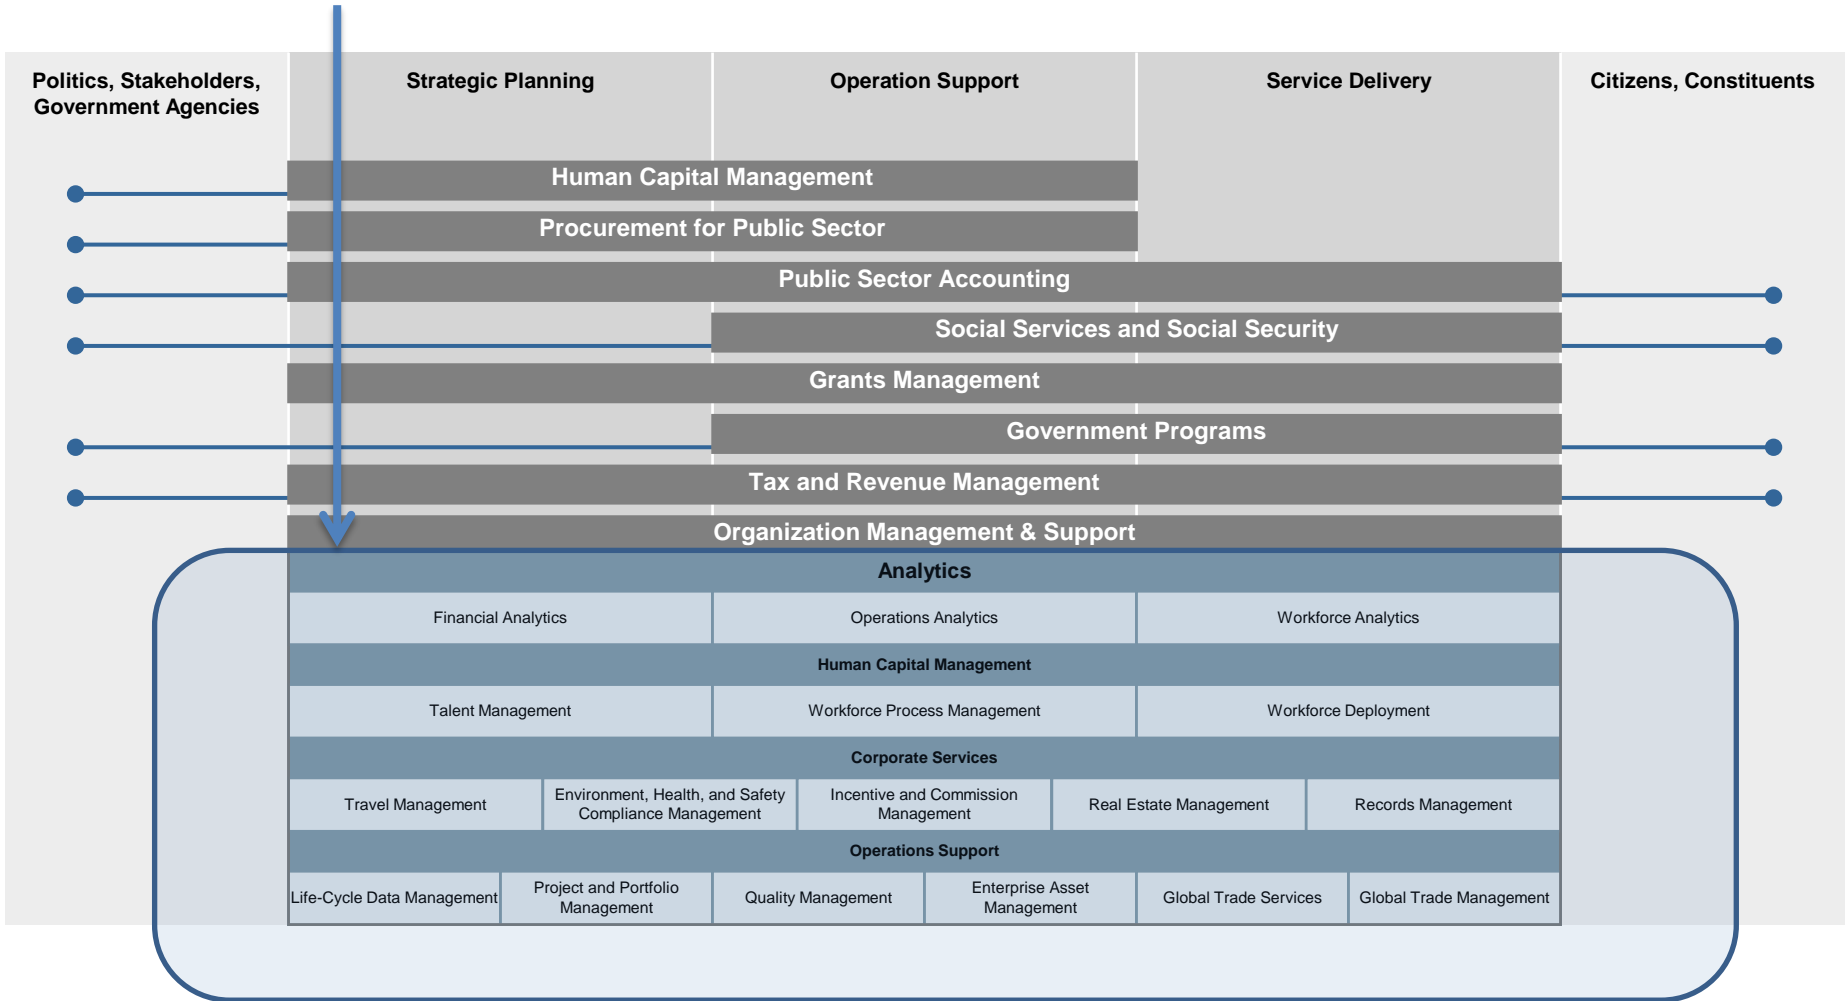 Politics, Stakeholders,
Government Agencies
Strategic Planning
Operation Support
Service Delivery
Citizens, Constituents
Human Capital Management
Procurement for Public Sector
Public Sector Accounting
Social Services and Social Security
Grants Management
Government Programs
Tax and Revenue Management
Organization Management & Support
Analytics
Financial Analytics
Operations Analytics
Workforce Analytics
Human Capital Management
Talent Management
Workforce Process Management
Workforce Deployment
Corporate Services
Travel Management
Environment, Health, and Safety
Compliance Management
Incentive and Commission
Management
Real Estate Management
Records Management
Operations Support
Life-Cycle Data Management
Project and Portfolio
Management
Quality Management
Enterprise Asset
Management
Global Trade Services
Global Trade Management